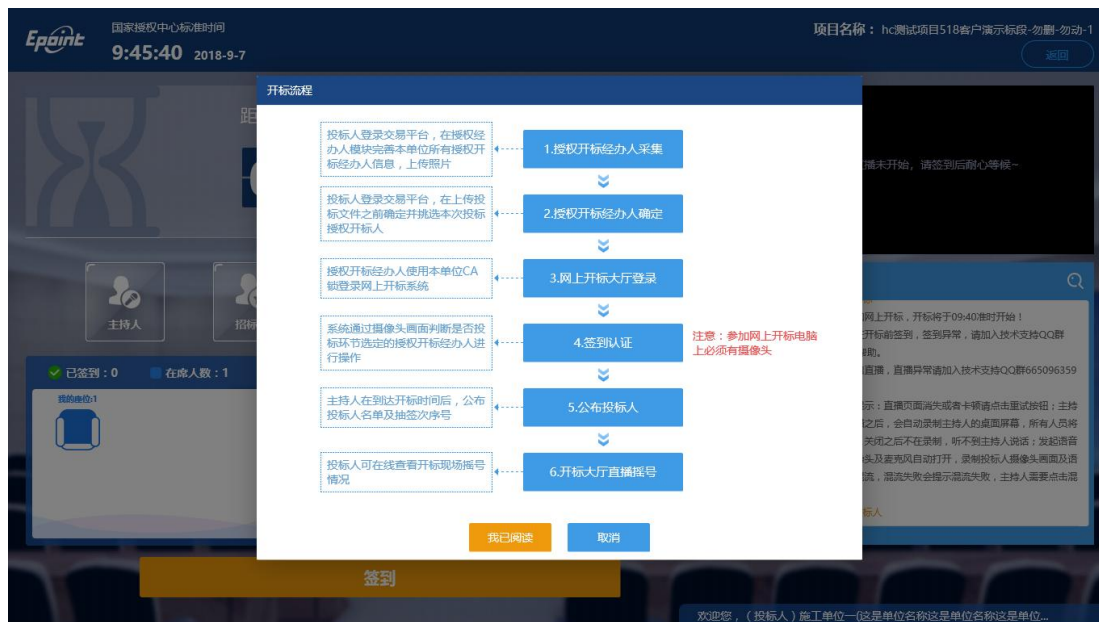 Epoint
国家授权中心标准时间
9:45:40 2018-9-7
项目名称：hc测试项目518客户演示标段-勿删-勿动-1
返回
距
开标流程
投标人登录交易平台，在授权经
办人模块完善本单位所有授权开
标经办人信息，上传照片
1.授权开标经办人采集
投标人登录交易平台，在上传投
标文件之前确定并挑选本次投标
授权开标人
2.授权开标经办人确定
授权开标经办人使用本单位CA
锁登录网上开标系统
3.网上开标大厅登录
系统通过摄像头画面判断是否投
标环节选定的授权开标经办人进
行操作
4.签到认证
注意：参加网上开标电脑
上必须有摄像头
主持人在到达开标时间后，公布
投标人名单及抽签次序号
5.公布投标人
投标人可在线查看开标现场摇号
情况
6.开标大厅直播摇号
我已阅读
取消
主持人
招标
已签到：0
在席人数：1
我的座位:1
签到
播未开始，请签到后耐心等候~
网上开标，开标将于09:40准时开始！
开标前签到，签到异常，请加入技术支持QQ群
助。
直播，直播异常请加入技术支持QQ群665096359
示：直播页面消失或者卡顿请点击重试按钮；主持
之后，会自动录制主持人的桌面屏幕，所有人员将
关闭之后不在录制，听不到主持人说话；发起语音
头及麦克风自动打开，录制投标人摄像头画面及语
流，混流失败会提示混流失败，主持人需要点击混
标人
欢迎您，（投标人）施工单位一(这是单位名称这是单位名称这是单位...